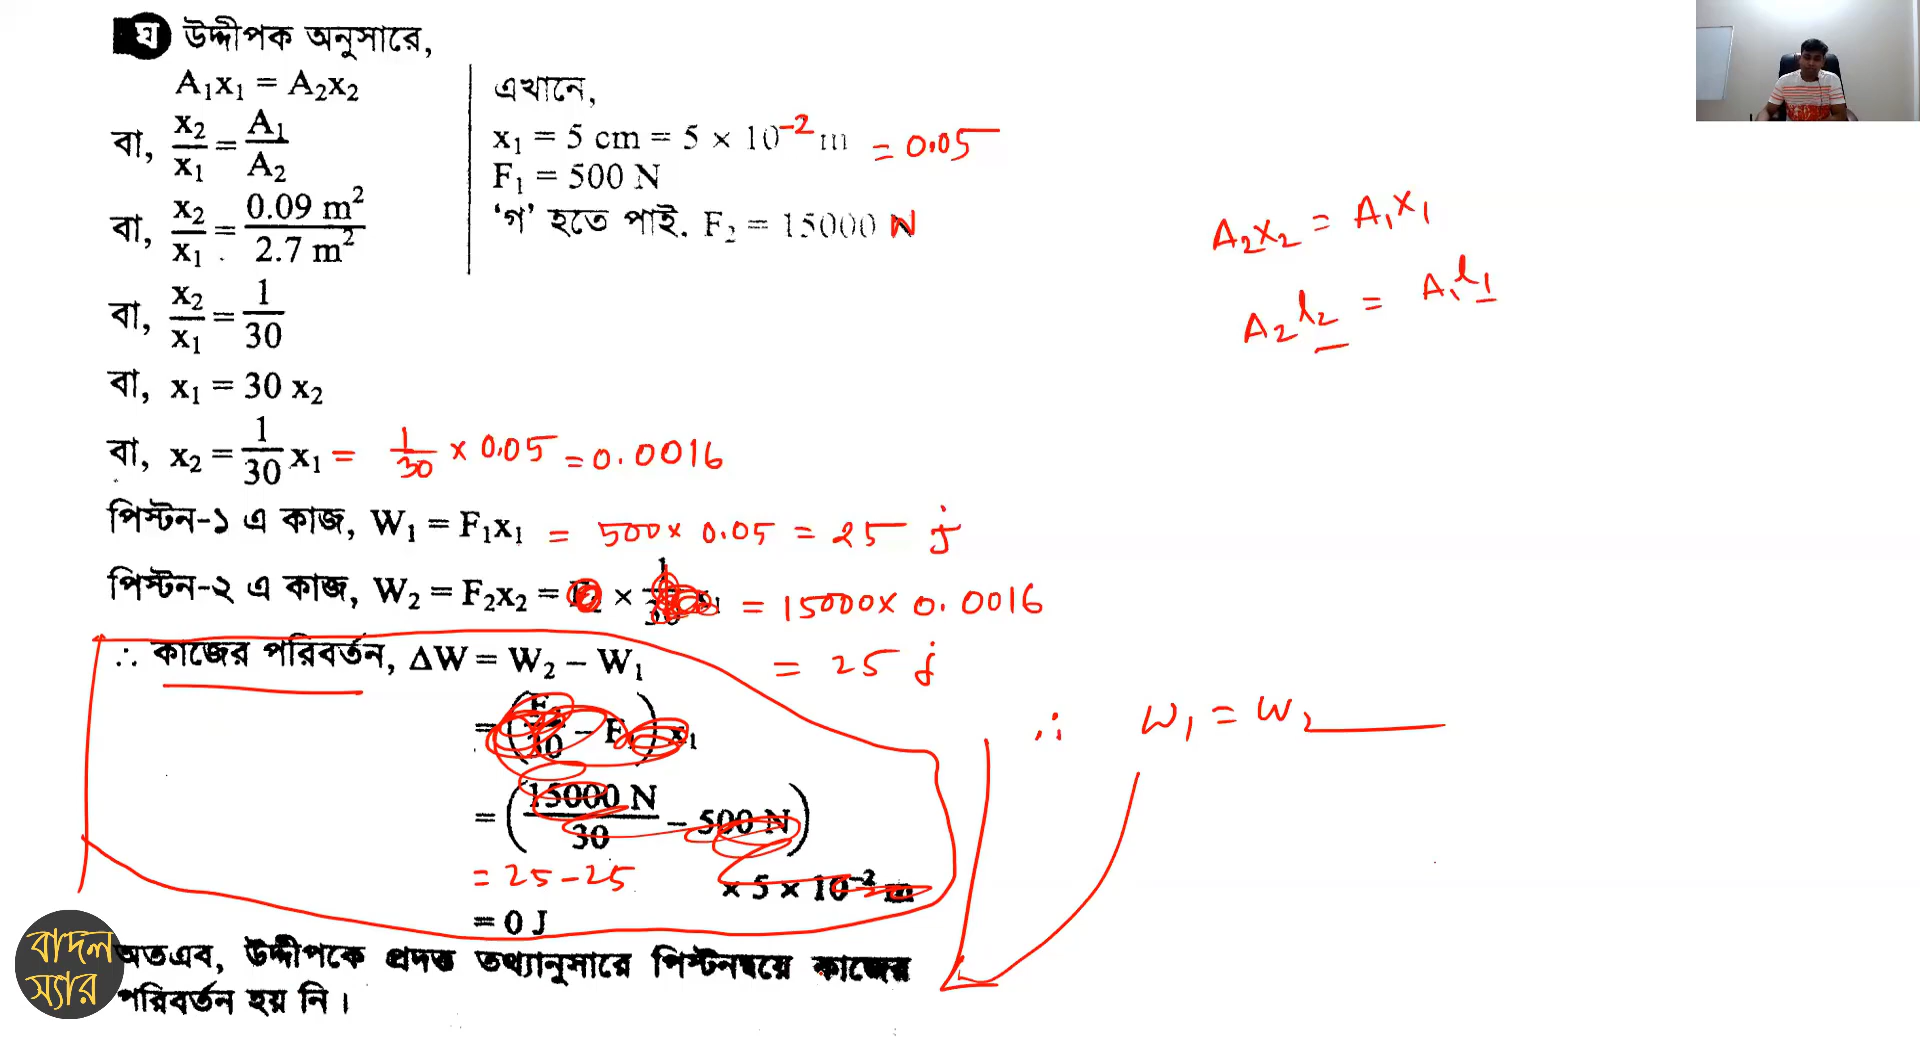 ঘ উদ্দীপক অনুসারে,
A₁x₁ = A₂x₂
বা, x₂/x₁ = A₁/A₂
বা, x₂/x₁ = 0.09 m²/2.7 m²
বা, x₂/x₁ = 1/30
বা, x₁ = 30 x₂
বা, x₂ = 1/30 x₁ = 1/30 × 0.05 = 0.0016
এখানে,
x₁ = 5 cm = 5 × 10⁻² m = 0.05
F₁ = 500 N
‘গ’ হতে পাই. F₂ = 15000 N
A₂x₂ = A₁x₁
A₂l₂ = A₁l₁
পিস্টন-১ এ কাজ, W₁ = F₁x₁ = 500 × 0.05 = 25 j
পিস্টন-২ এ কাজ, W₂ = F₂x₂ = × = 15000 × 0.0016
= 25 j
∴ কাজের পরিবর্তন, ΔW = W₂ – W₁
= ( /30 – F ) x₁
= (15000 N/30 – 500 N)
× 5 × 10⁻² m
= 25 – 25
= 0 J
∴ W₁ = W₂
অতএব, উদ্দীপকে প্রদত্ত তথ্যানুসারে পিস্টনদ্বয়ে কাজের
পরিবর্তন হয় নি।
বাদল
স্যার